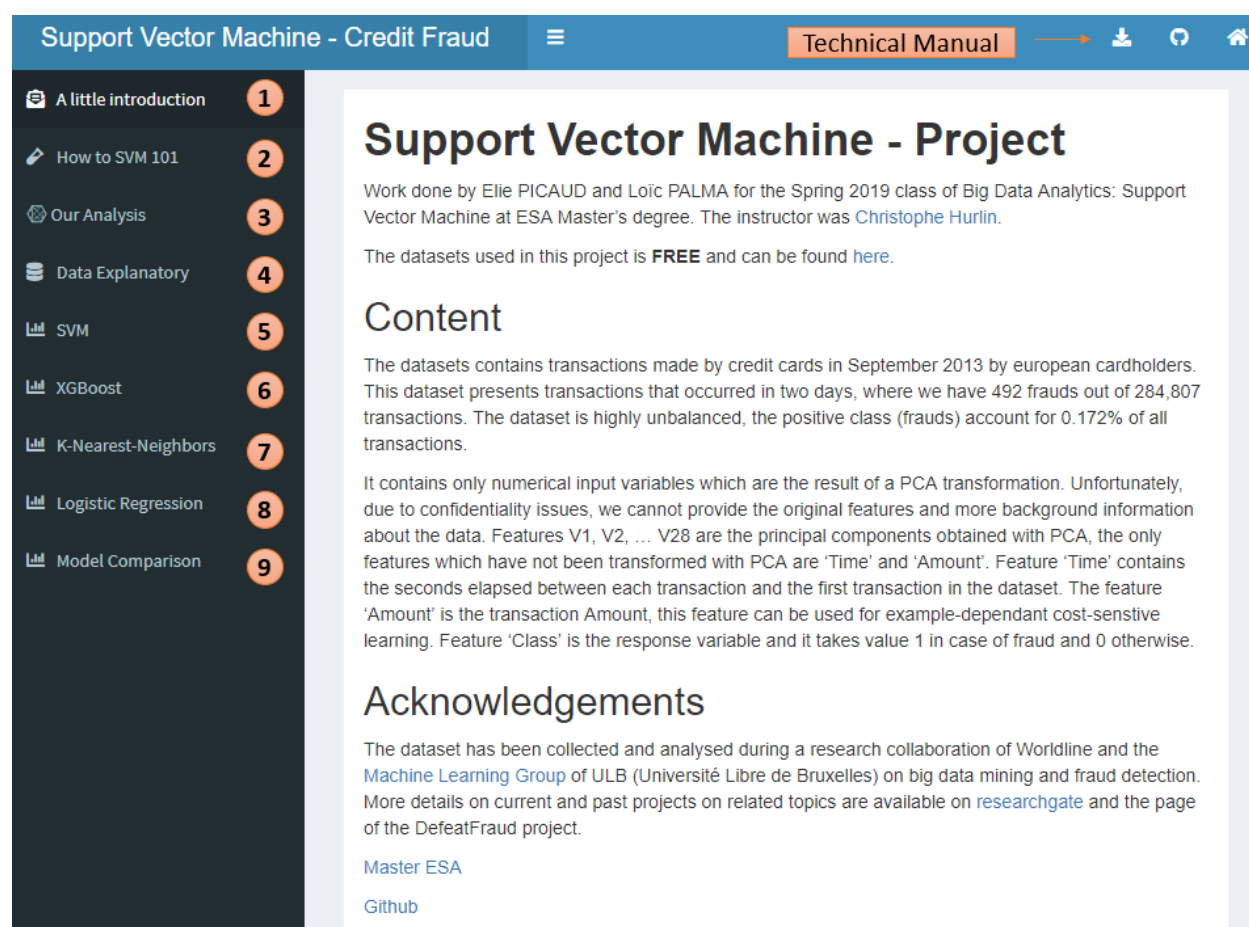 Support Vector Machine - Credit Fraud
Technical Manual
A little introduction 1
How to SVM 101 2
Our Analysis 3
Data Explanatory 4
SVM 5
XGBoost 6
K-Nearest-Neighbors 7
Logistic Regression 8
Model Comparison 9
Support Vector Machine - Project
Work done by Elie PICAUD and Loïc PALMA for the Spring 2019 class of Big Data Analytics: Support
Vector Machine at ESA Master's degree. The instructor was Christophe Hurlin.
The datasets used in this project is FREE and can be found here.
Content
The datasets contains transactions made by credit cards in September 2013 by european cardholders.
This dataset presents transactions that occurred in two days, where we have 492 frauds out of 284,807
transactions. The dataset is highly unbalanced, the positive class (frauds) account for 0.172% of all
transactions.
It contains only numerical input variables which are the result of a PCA transformation. Unfortunately,
due to confidentiality issues, we cannot provide the original features and more background information
about the data. Features V1, V2, … V28 are the principal components obtained with PCA, the only
features which have not been transformed with PCA are ‘Time’ and ‘Amount’. Feature ‘Time’ contains
the seconds elapsed between each transaction and the first transaction in the dataset. The feature
‘Amount’ is the transaction Amount, this feature can be used for example-dependant cost-senstive
learning. Feature ‘Class’ is the response variable and it takes value 1 in case of fraud and 0 otherwise.
Acknowledgements
The dataset has been collected and analysed during a research collaboration of Worldline and the
Machine Learning Group of ULB (Université Libre de Bruxelles) on big data mining and fraud detection.
More details on current and past projects on related topics are available on researchgate and the page
of the DefeatFraud project.
Master ESA
Github